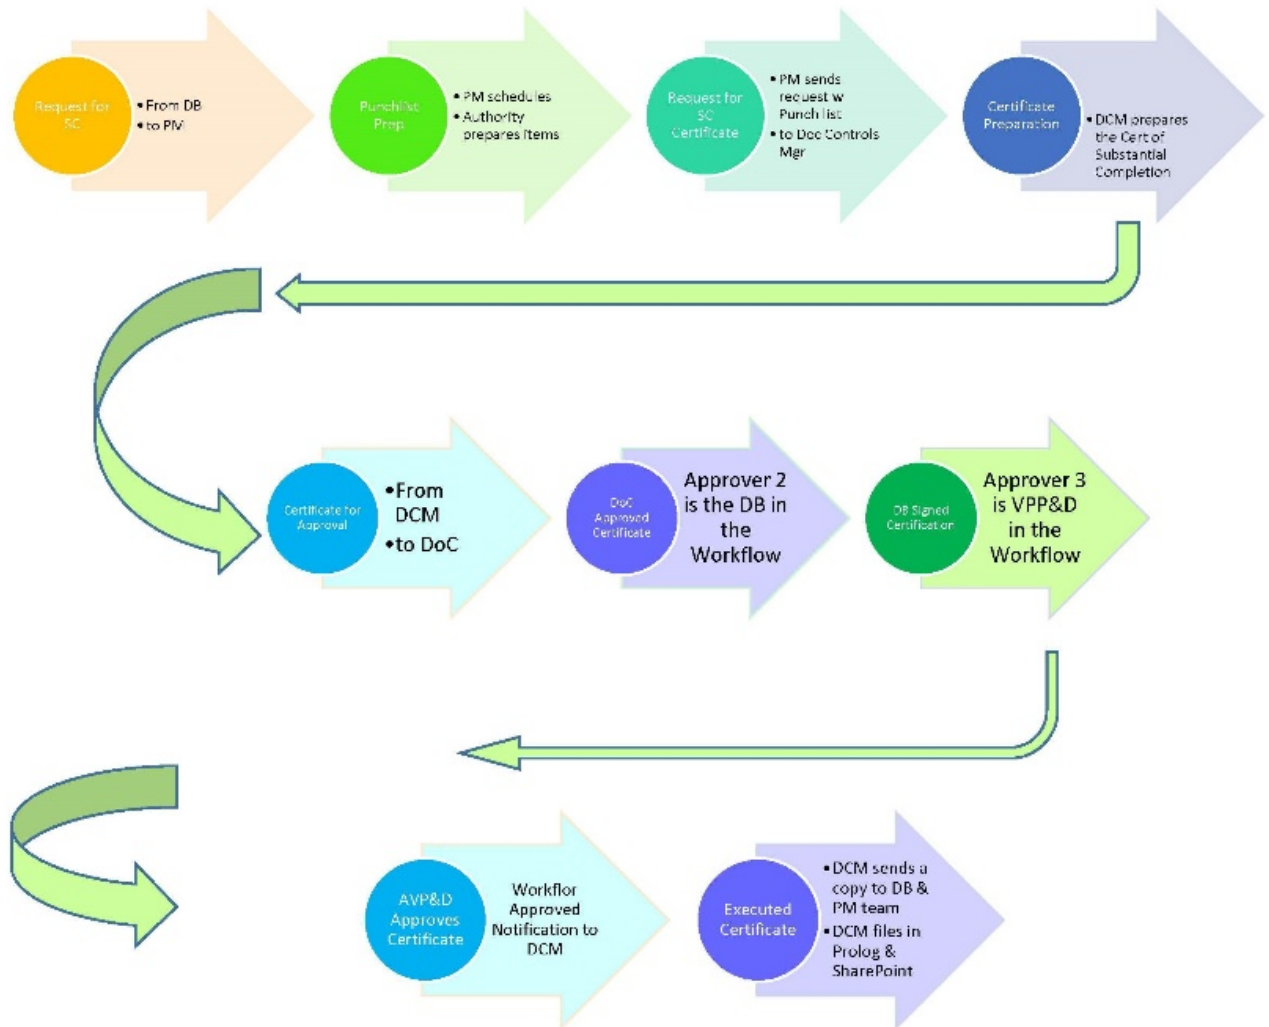 Request for
SC
• From DB
• to PM
Punchlist
Prep
• PM schedules
• Authority
prepares Items
Request for
SC
Certificate
• PM sends
request w
Punch list
• to Doc Controls
Mgr
Certificate
Preparation
• DCM prepares
the Cert of
Substantial
Completion
Certificate for
Approval
• From
DCM
• to DoC
DoC
Approved
Certificate
Approver 2
is the DB in
the
Workflow
DB Signed
Certification
Approver 3
is VPP&D
in the
Workflow
AVP&D
Approves
Certificate
Workflor
Approved
Notification to
DCM
Executed
Certificate
• DCM sends a
copy to DB &
PM team
• DCM files in
Prolog &
SharePoint